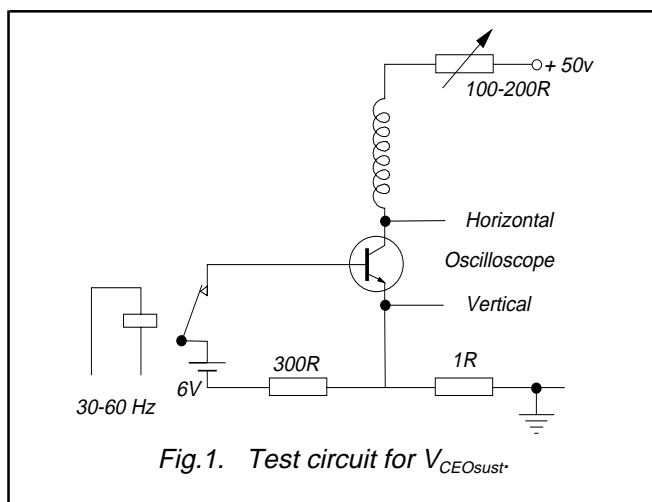 + 50v
100-200R
Horizontal
Oscilloscope
Vertical
300R
1R
6V
30-60 Hz
Fig.1. Test circuit for VCEOsust.